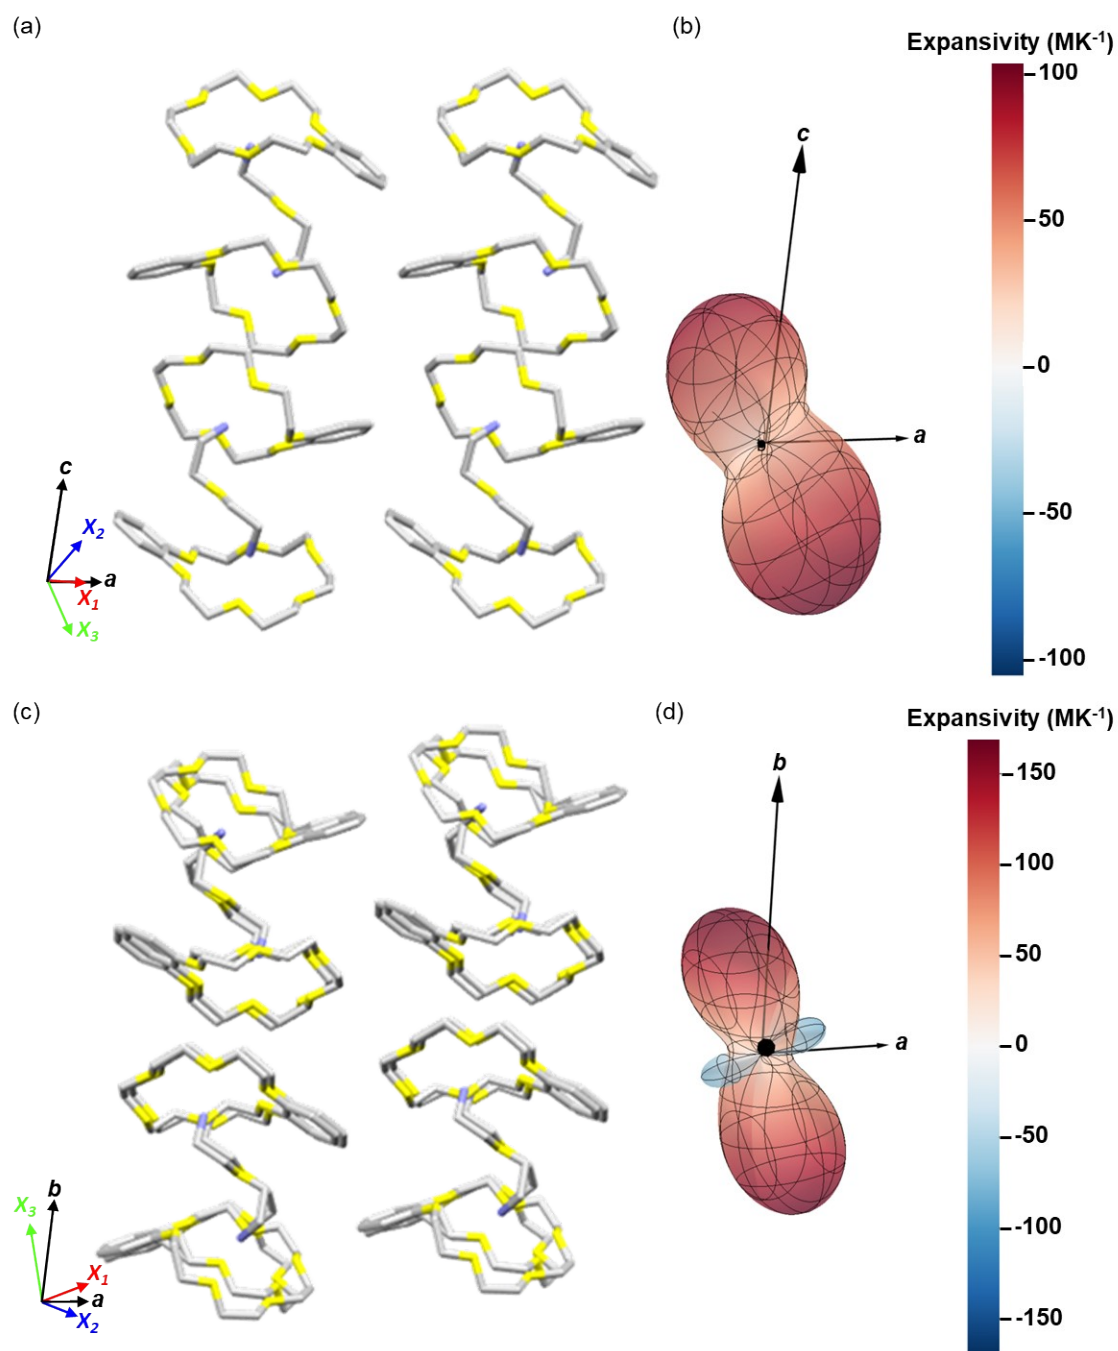 (a)
(b)
Expansivity (MK⁻¹)
100
50
0
-50
-100
c
a
c
X₂
a
X₁
X₃
(c)
(d)
Expansivity (MK⁻¹)
150
100
50
0
-50
-100
-150
b
a
b
X₃
X₁
a
X₂